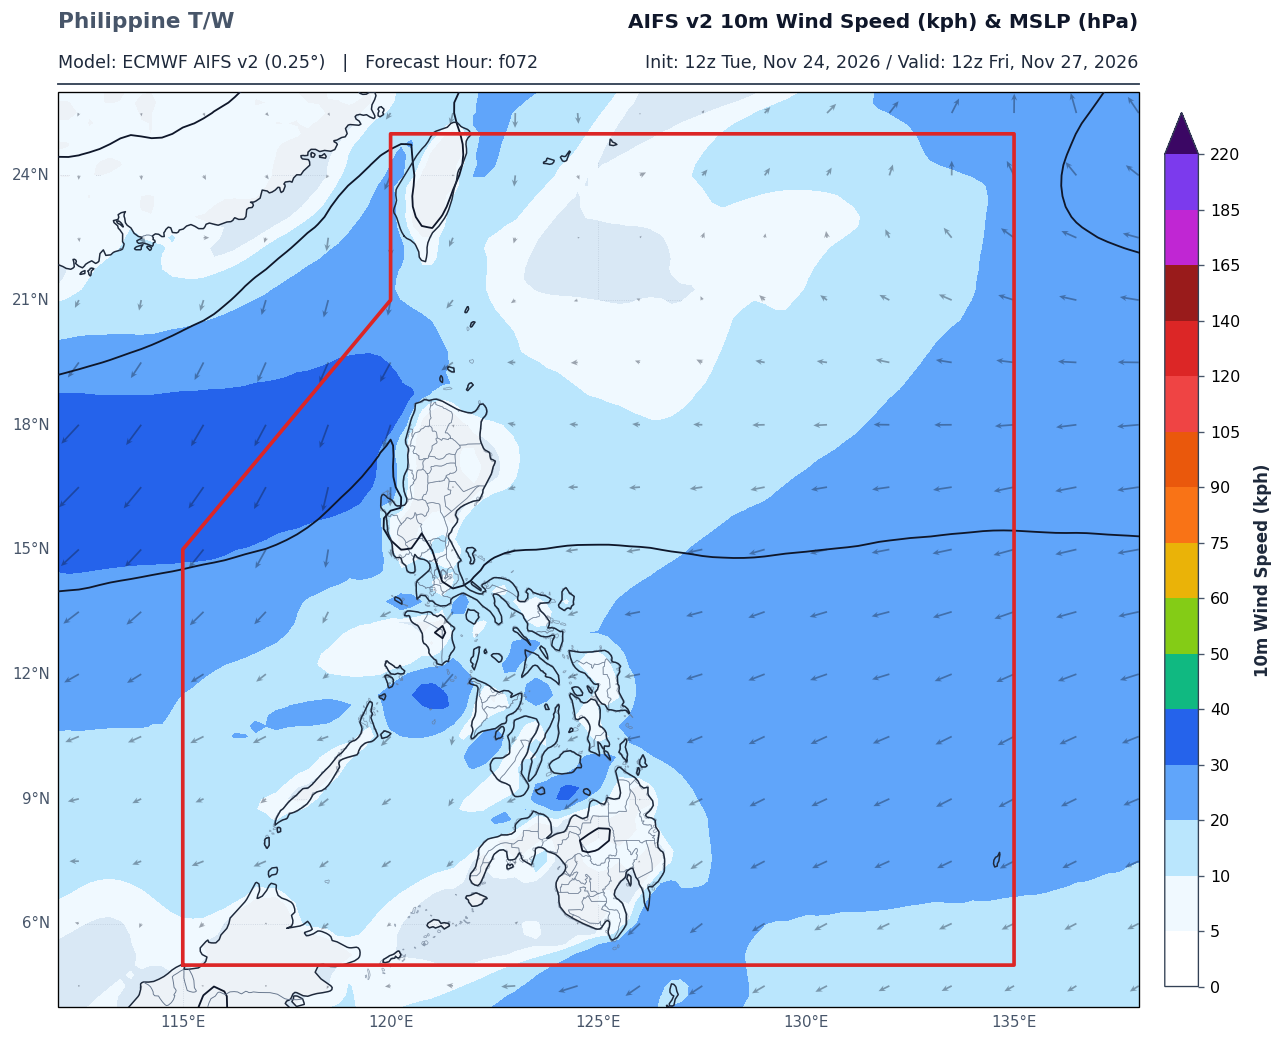 Philippine T/W
AIFS v2 10m Wind Speed (kph) & MSLP (hPa)
Model: ECMWF AIFS v2 (0.25°) | Forecast Hour: f072
Init: 12z Tue, Nov 24, 2026 / Valid: 12z Fri, Nov 27, 2026
24°N
21°N
18°N
15°N
12°N
9°N
6°N
115°E
120°E
125°E
130°E
135°E
220
185
165
140
120
105
90
75
60
50
40
30
20
10
5
0
10m Wind Speed (kph)